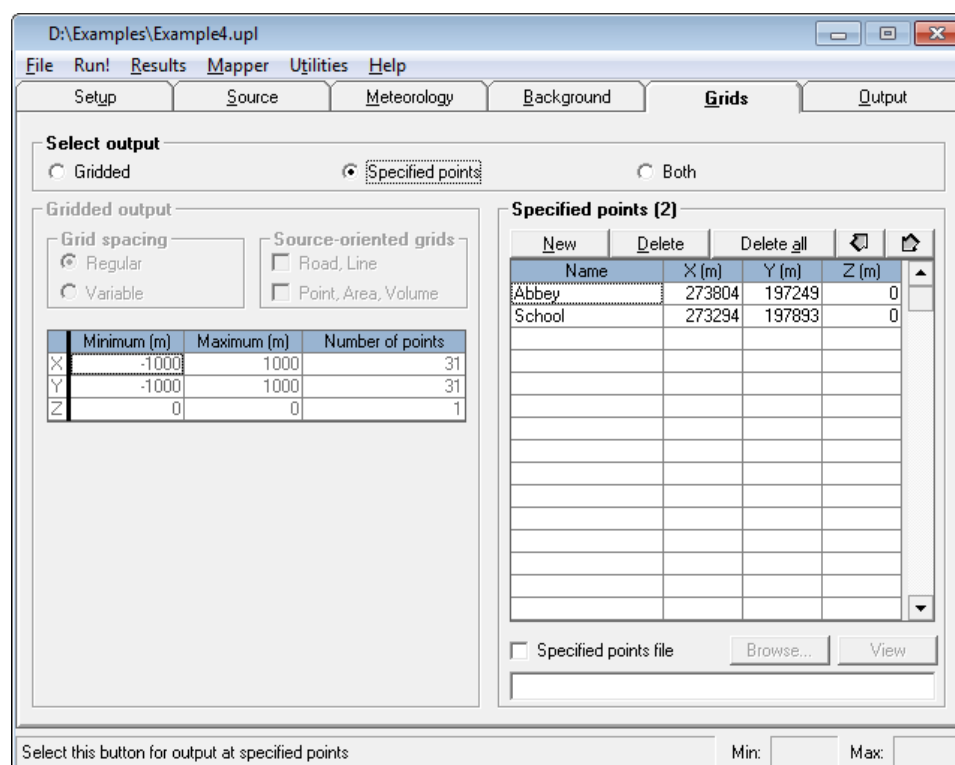 D:\Examples\Example4.upl
File Run! Results Mapper Utilities Help
Setup Source Meteorology Background Grids Output
Select output
Gridded Specified points Both
Gridded output
Grid spacing
Regular
Variable
Source-oriented grids
Road, Line
Point, Area, Volume
Minimum (m) Maximum (m) Number of points
X -1000 1000 31
Y -1000 1000 31
Z 0 0 1
Specified points (2)
New Delete Delete all
Name X (m) Y (m) Z (m)
Abbey 273804 197249 0
School 273294 197893 0
Specified points file Browse... View
Select this button for output at specified points Min: Max: